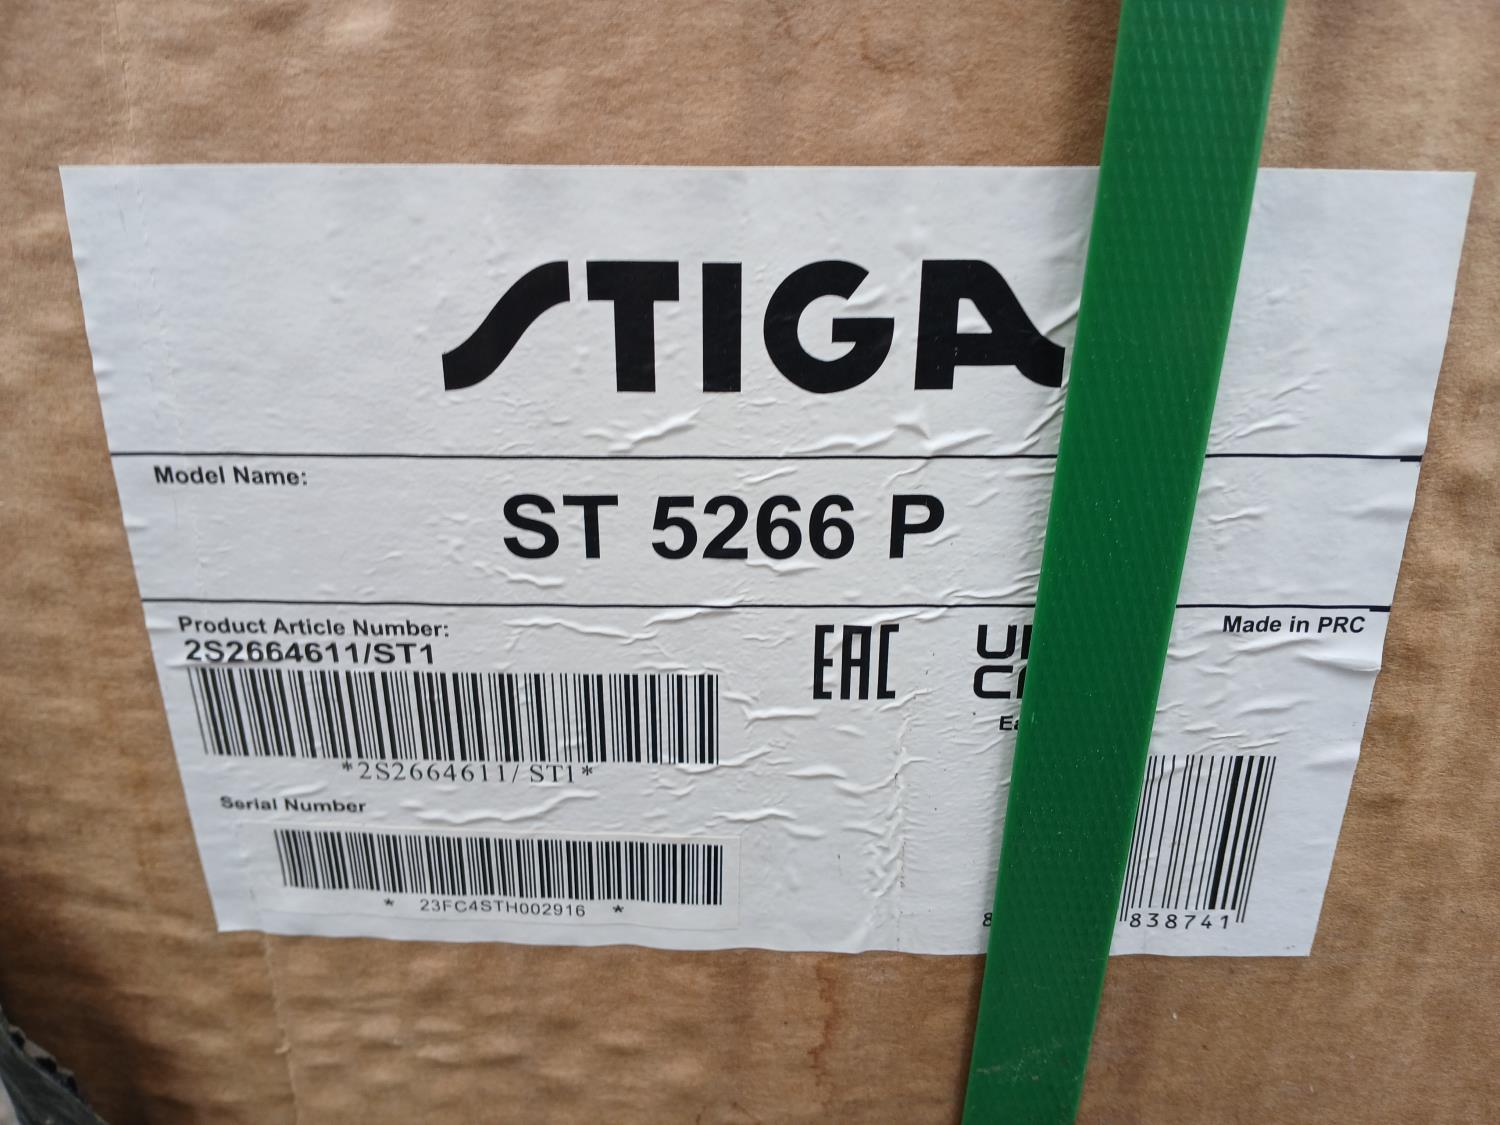 STIGA
Model Name:
ST 5266 P
Product Article Number:
2S2664611/ST1
*2S2664611/ ST1*
Serial Number
* 23FC4STH002916 *
EAC
Made in PRC
838741